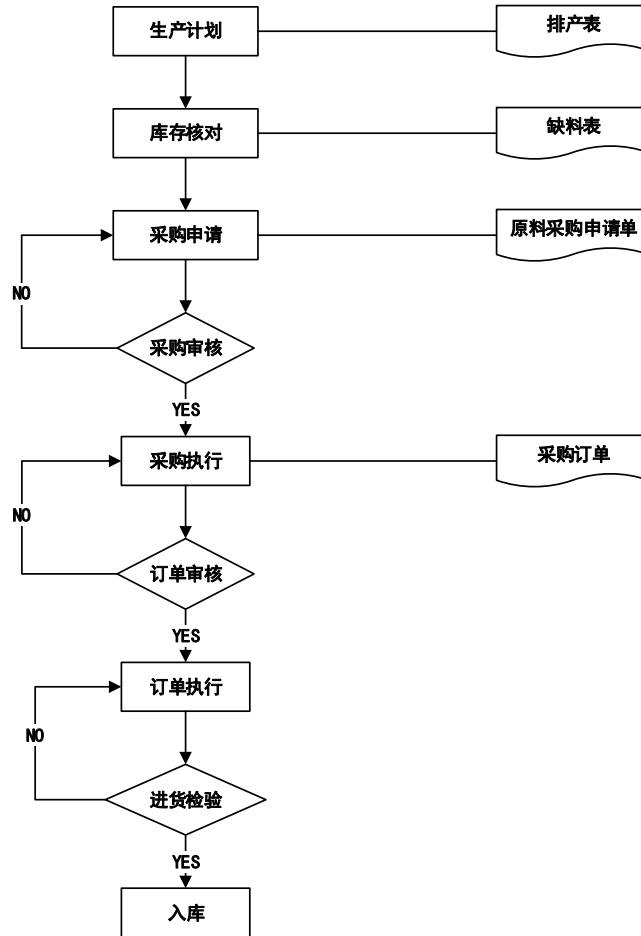 生产计划
排产表
库存核对
缺料表
采购申请
原料采购申请单
NO
采购审核
YES
采购执行
采购订单
NO
订单审核
YES
订单执行
NO
进货检验
YES
入库